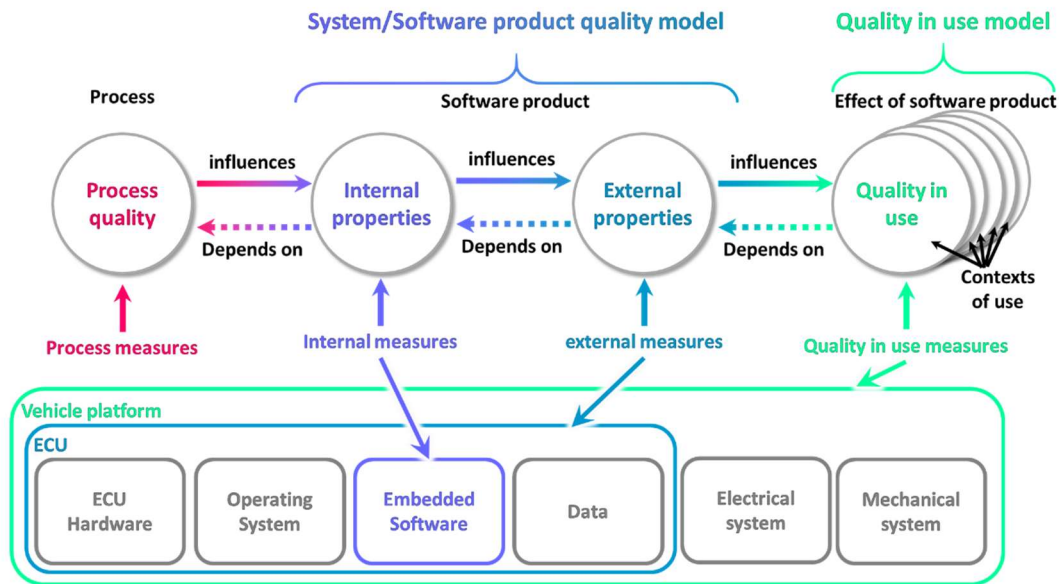 System/Software product quality model
Quality in use model
Process
Software product
Effect of software product
influences
influences
influences
Process
quality
Internal
properties
External
properties
Quality in
use
Depends on
Depends on
Depends on
Contexts
of use
Process measures
Internal measures
external measures
Quality in use measures
Vehicle platform
ECU
ECU
Hardware
Operating
System
Embedded
Software
Data
Electrical
system
Mechanical
system